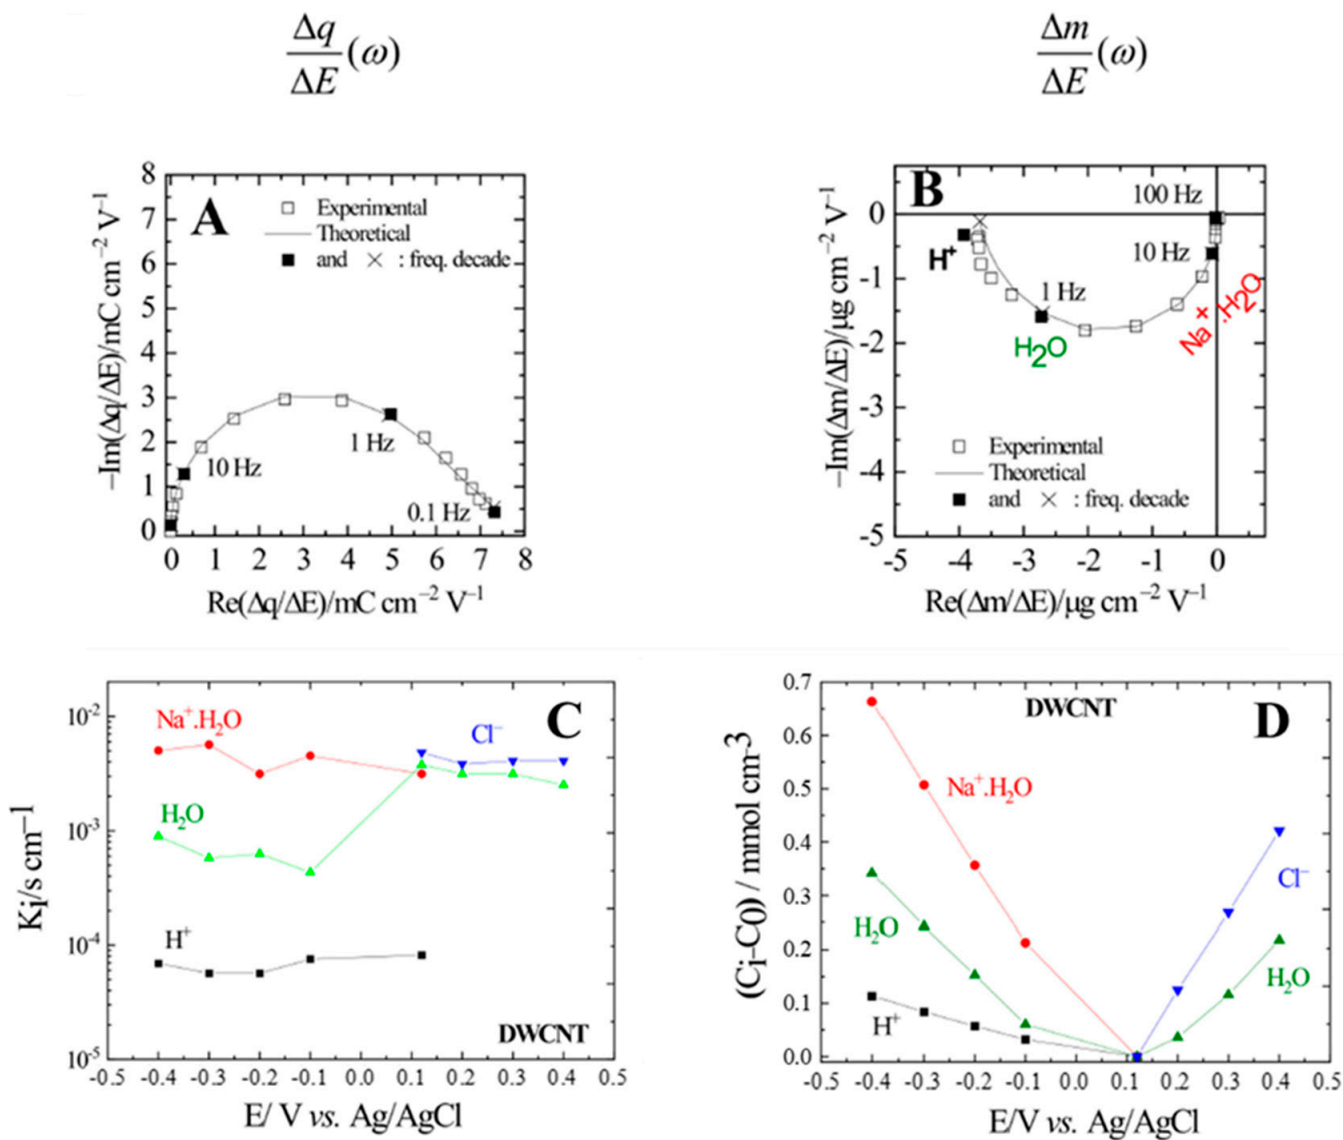 Δq/ΔE (ω)
Δm/ΔE (ω)
A
−Im(Δq/ΔE)/mC cm⁻² V⁻¹
8
7
6
5
4
3
2
1
0
□ Experimental
Theoretical
■ and × : freq. decade
10 Hz
1 Hz
0.1 Hz
0 1 2 3 4 5 6 7 8
Re(Δq/ΔE)/mC cm⁻² V⁻¹
B
−Im(Δm/ΔE)/µg cm⁻² V⁻¹
0
-1
-2
-3
-4
-5
100 Hz
10 Hz
1 Hz
H⁺
H₂O
Na⁺.H₂O
□ Experimental
Theoretical
■ and × : freq. decade
-5 -4 -3 -2 -1 0
Re(Δm/ΔE)/µg cm⁻² V⁻¹
C
Ki/s cm⁻¹
10⁻²
10⁻³
10⁻⁴
10⁻⁵
Na⁺.H₂O
Cl⁻
H₂O
H⁺
DWCNT
-0.5 -0.4 -0.3 -0.2 -0.1 0.0 0.1 0.2 0.3 0.4 0.5
E/ V vs. Ag/AgCl
D
DWCNT
(Ci-C0) / mmol cm⁻³
0.7
0.6
0.5
0.4
0.3
0.2
0.1
0.0
Na⁺.H₂O
Cl⁻
H₂O
H₂O
H⁺
-0.5 -0.4 -0.3 -0.2 -0.1 0.0 0.1 0.2 0.3 0.4 0.5
E/V vs. Ag/AgCl